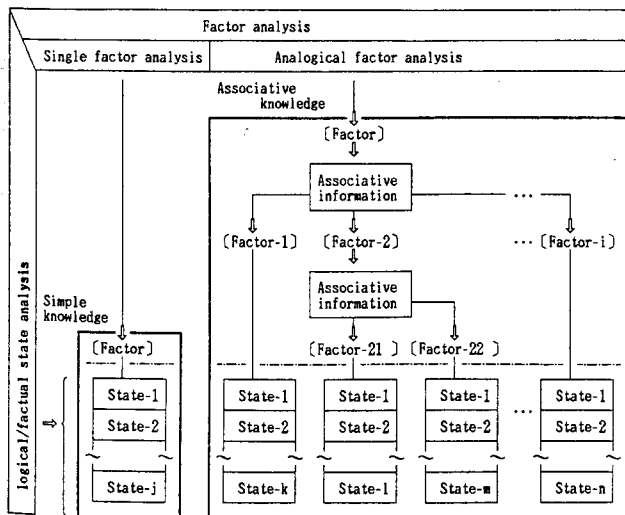 Factor analysis
Single factor analysis
Analogical factor analysis
Associative
knowledge
[Factor]
Associative
information
...
[Factor-1]
[Factor-2]
... [Factor-i]
Associative
information
logical/factual state analysis
Simple
knowledge
[Factor]
[Factor-21]
[Factor-22]
State-1
State-2
State-j
State-1
State-2
State-k
State-1
State-2
State-l
State-1
State-2
State-m
...
State-1
State-2
State-n